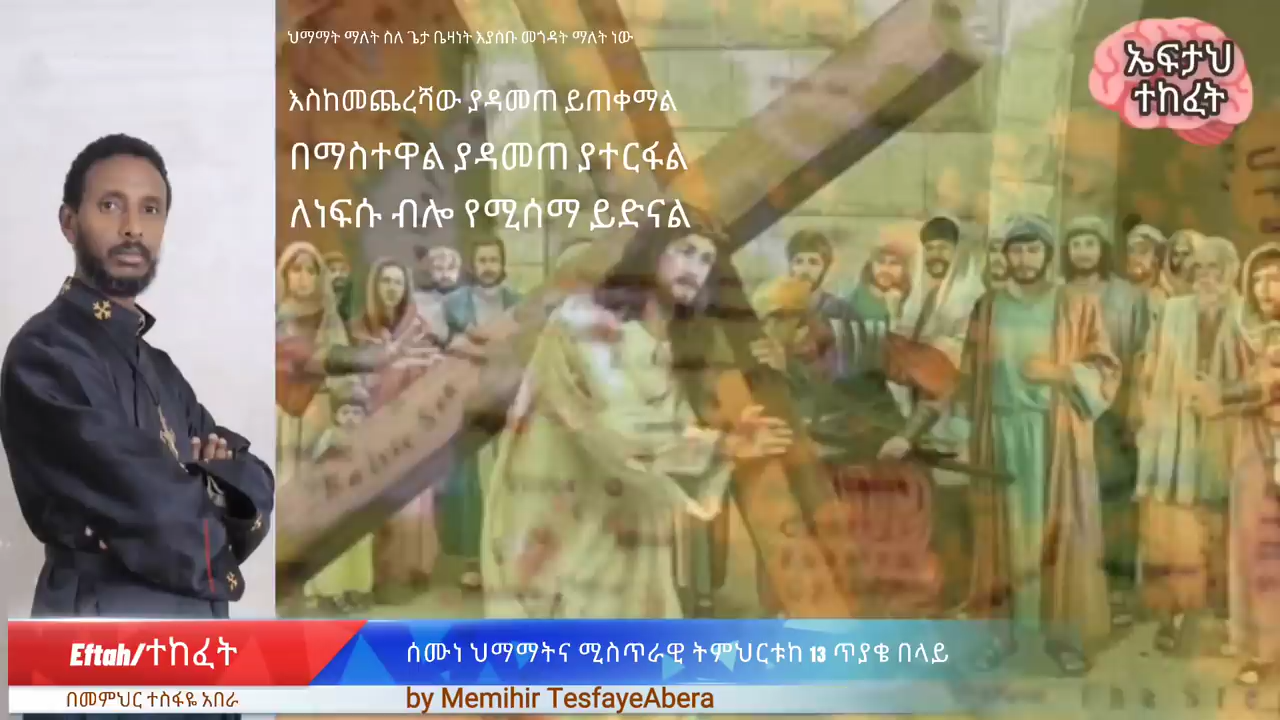 ህማማት ማለት ስለ ጌታ ቤዛነት እያሰቡ መጎዳት ማለት ነው
እስከመጨረሻው ያዳመጠ ይጠቀማል
በማስተዋል ያዳመጠ ያተርፋል
ለነፍሱ ብሎ የሚሰማ ይድናል
ኤፍታህ
ተከፈት
Eftah/ተከፈት
ሰሙነ ህማማትና ሚስጥራዊ ትምህርቱከ 13 ጥያቄ በላይ
በመምህር ተስፋዬ አበራ
by Memihir TesfayeAbera